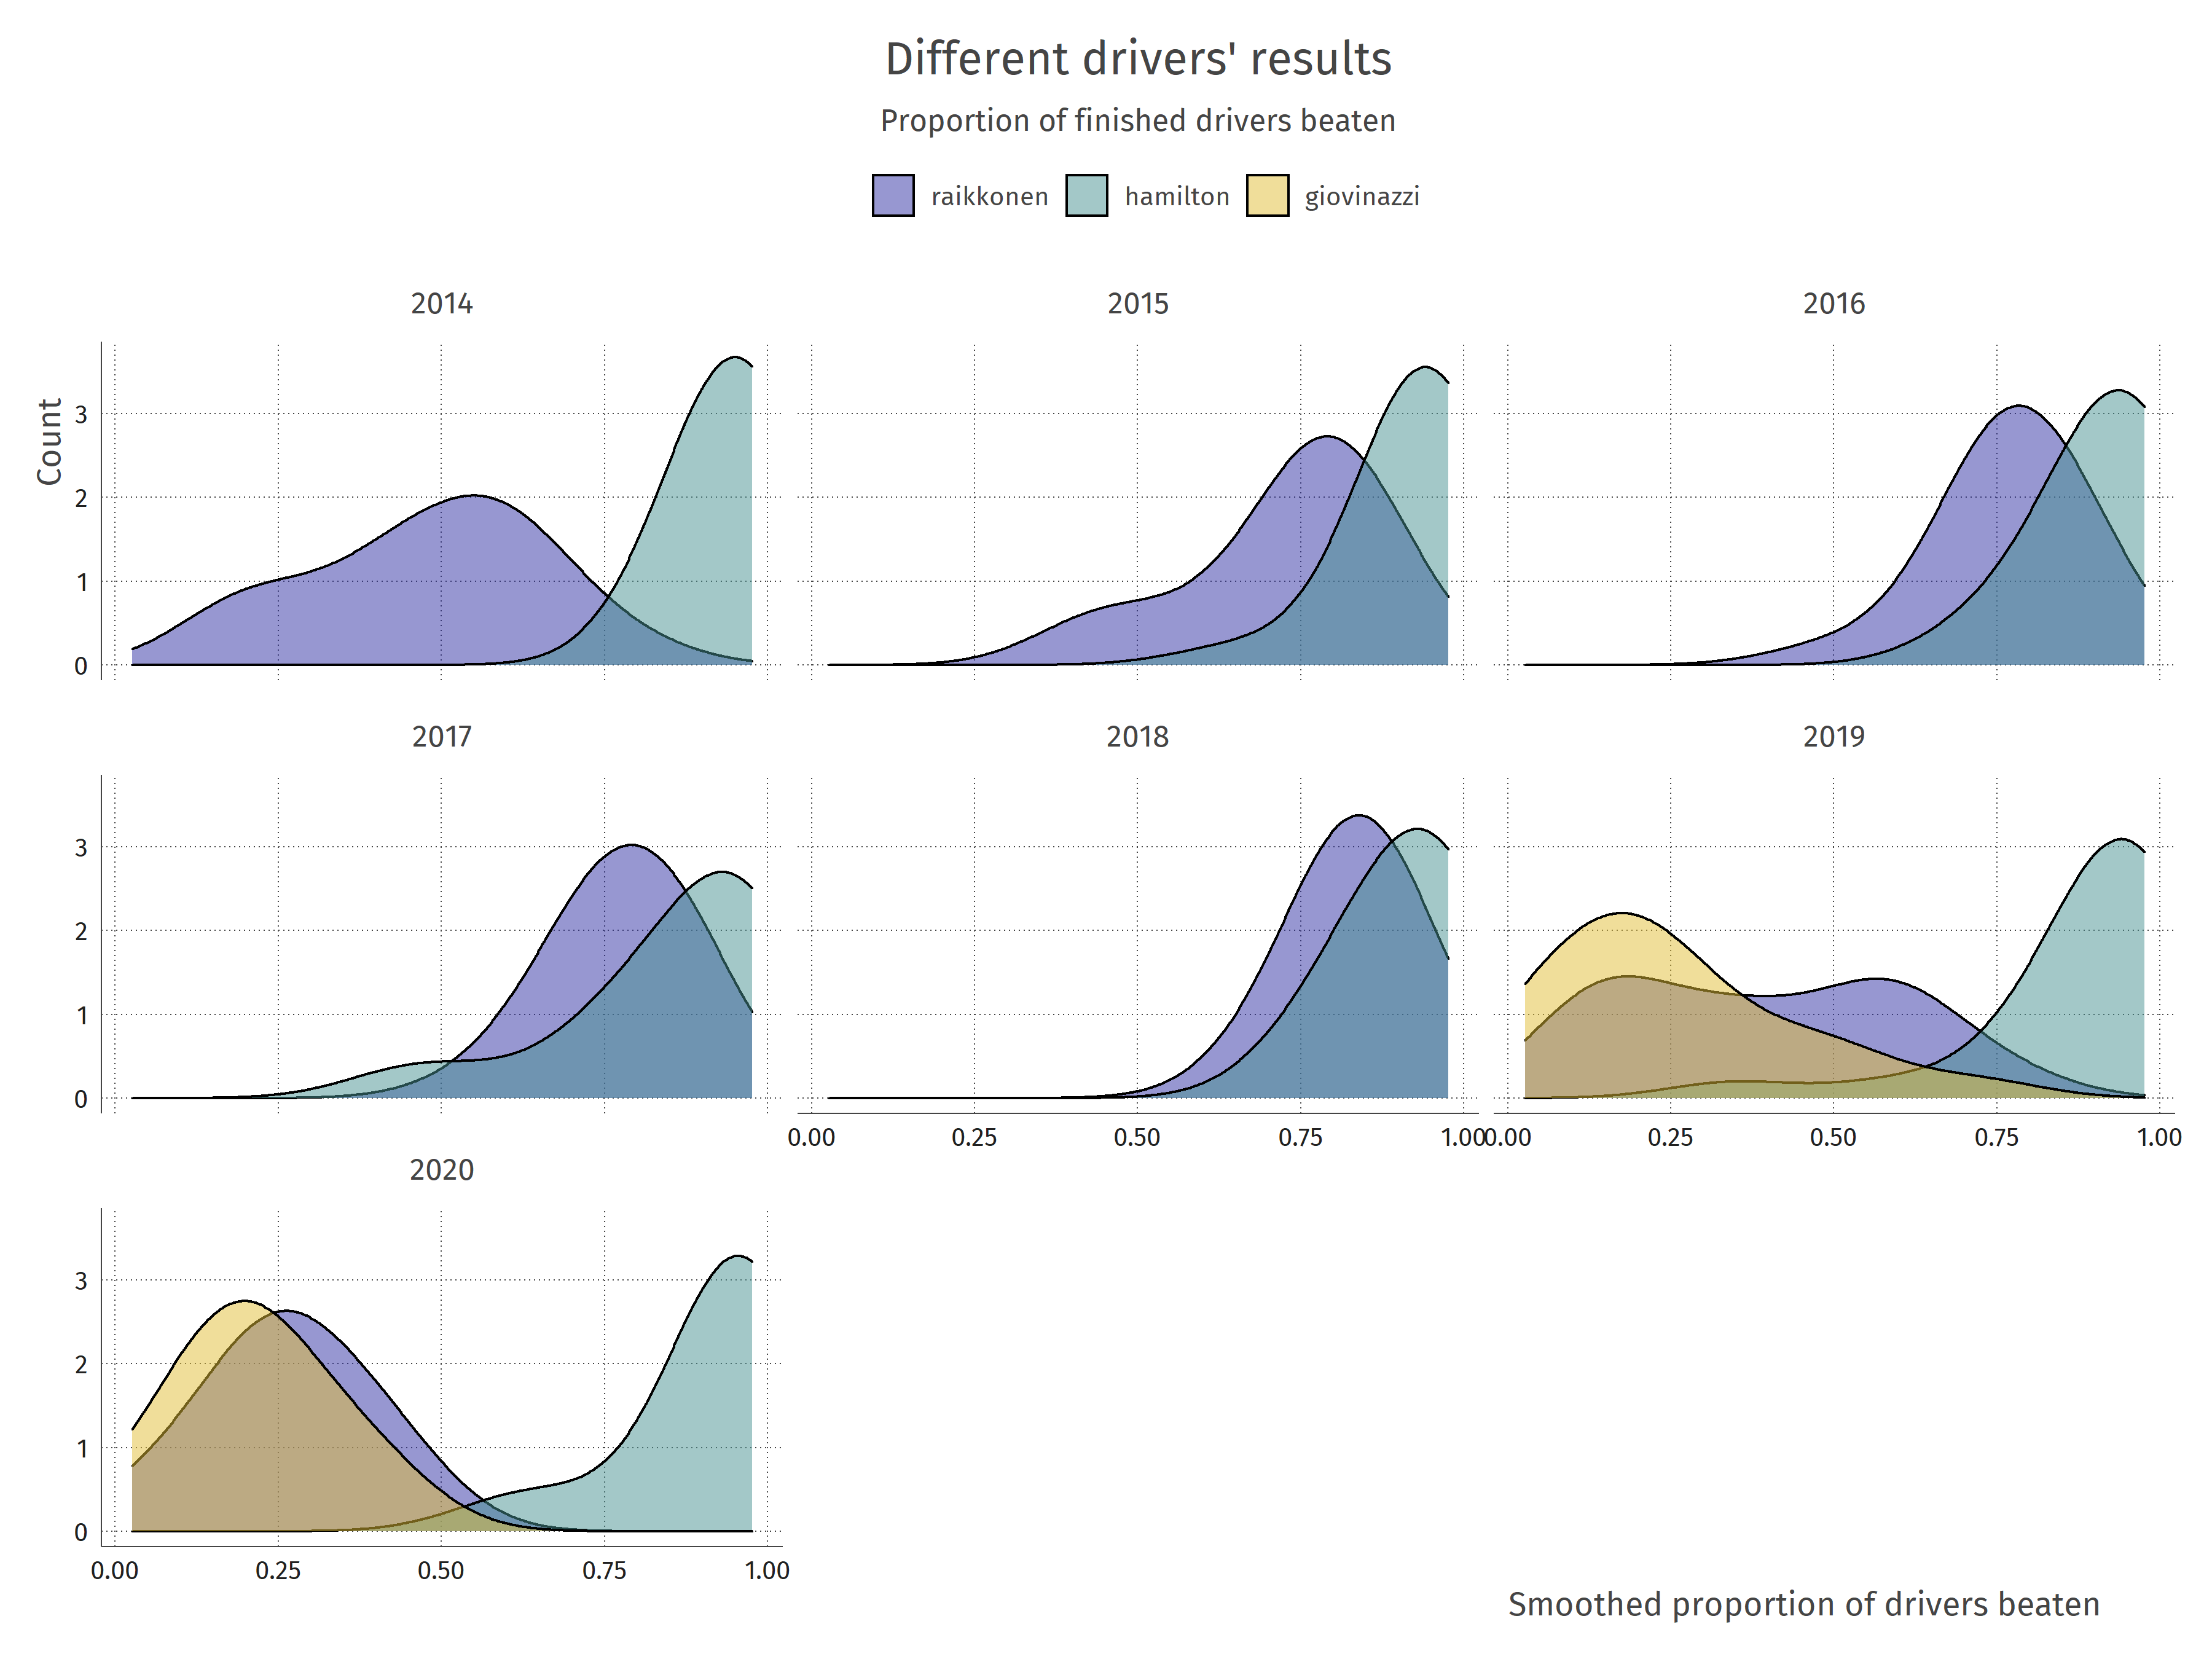 Different drivers' results
Proportion of finished drivers beaten
raikkonen hamilton giovinazzi
2014 2015 2016
Count
3
2
1
0
2017 2018 2019
3
2
1
0
0.00 0.25 0.50 0.75 1.00 0.00 0.25 0.50 0.75 1.00
2020
3
2
1
0
0.00 0.25 0.50 0.75 1.00
Smoothed proportion of drivers beaten